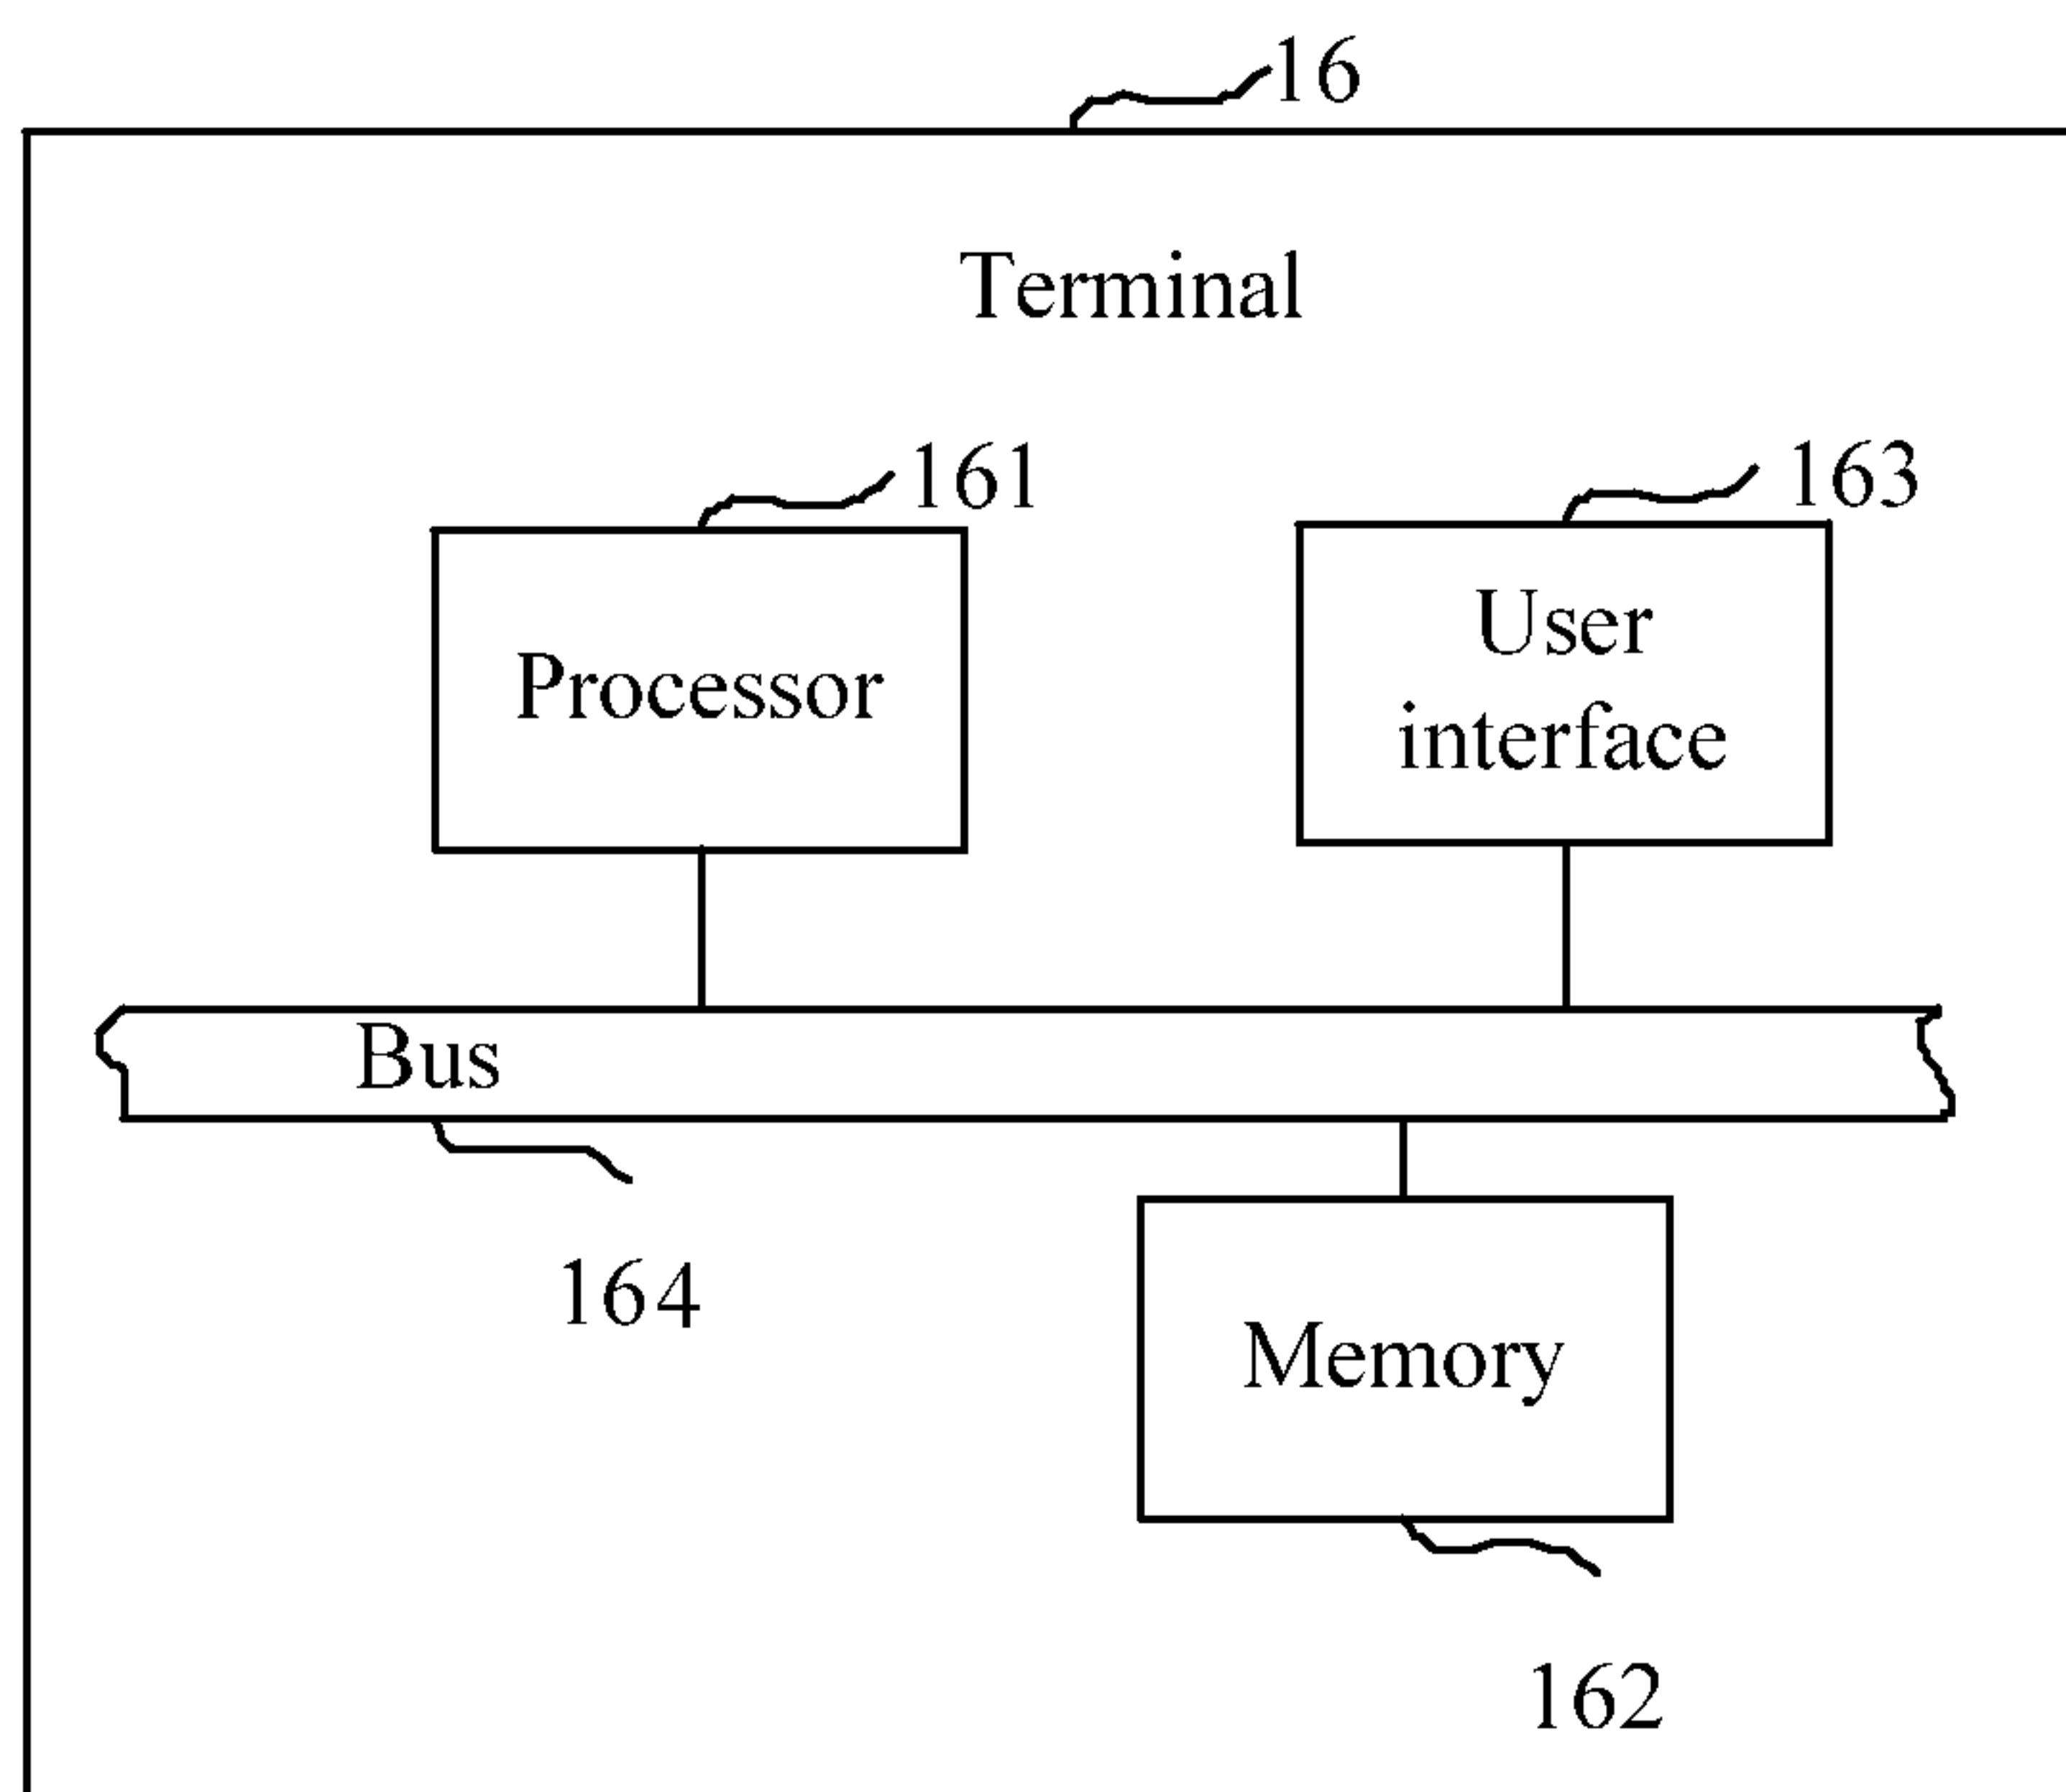 16
Terminal
161
163
Processor
User
interface
Bus
164
Memory
162